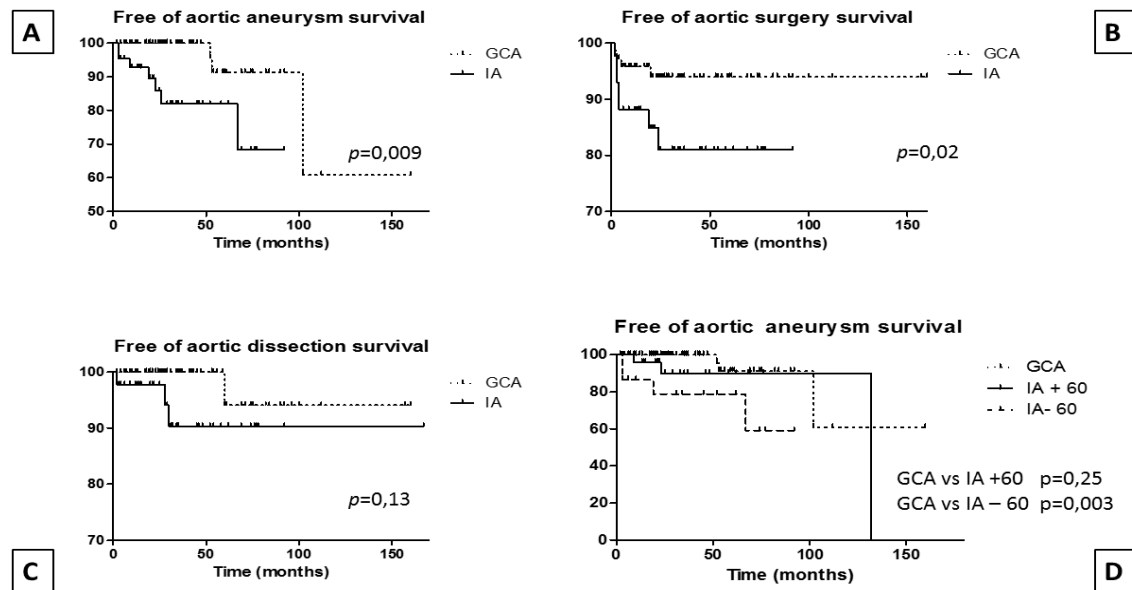 A
Free of aortic aneurysm survival
100
90
80
70
60
50
0
50
100
150
Time (months)
GCA
IA
p=0,009
B
Free of aortic surgery survival
100
90
80
70
0
50
100
150
Time (months)
GCA
IA
p=0,02
C
Free of aortic dissection survival
100
90
80
70
0
50
100
150
Time (months)
GCA
IA
p=0,13
D
Free of aortic aneurysm survival
100
80
60
40
20
0
0
50
100
150
Time (months)
GCA
IA + 60
IA- 60
GCA vs IA +60 p=0,25
GCA vs IA – 60 p=0,003